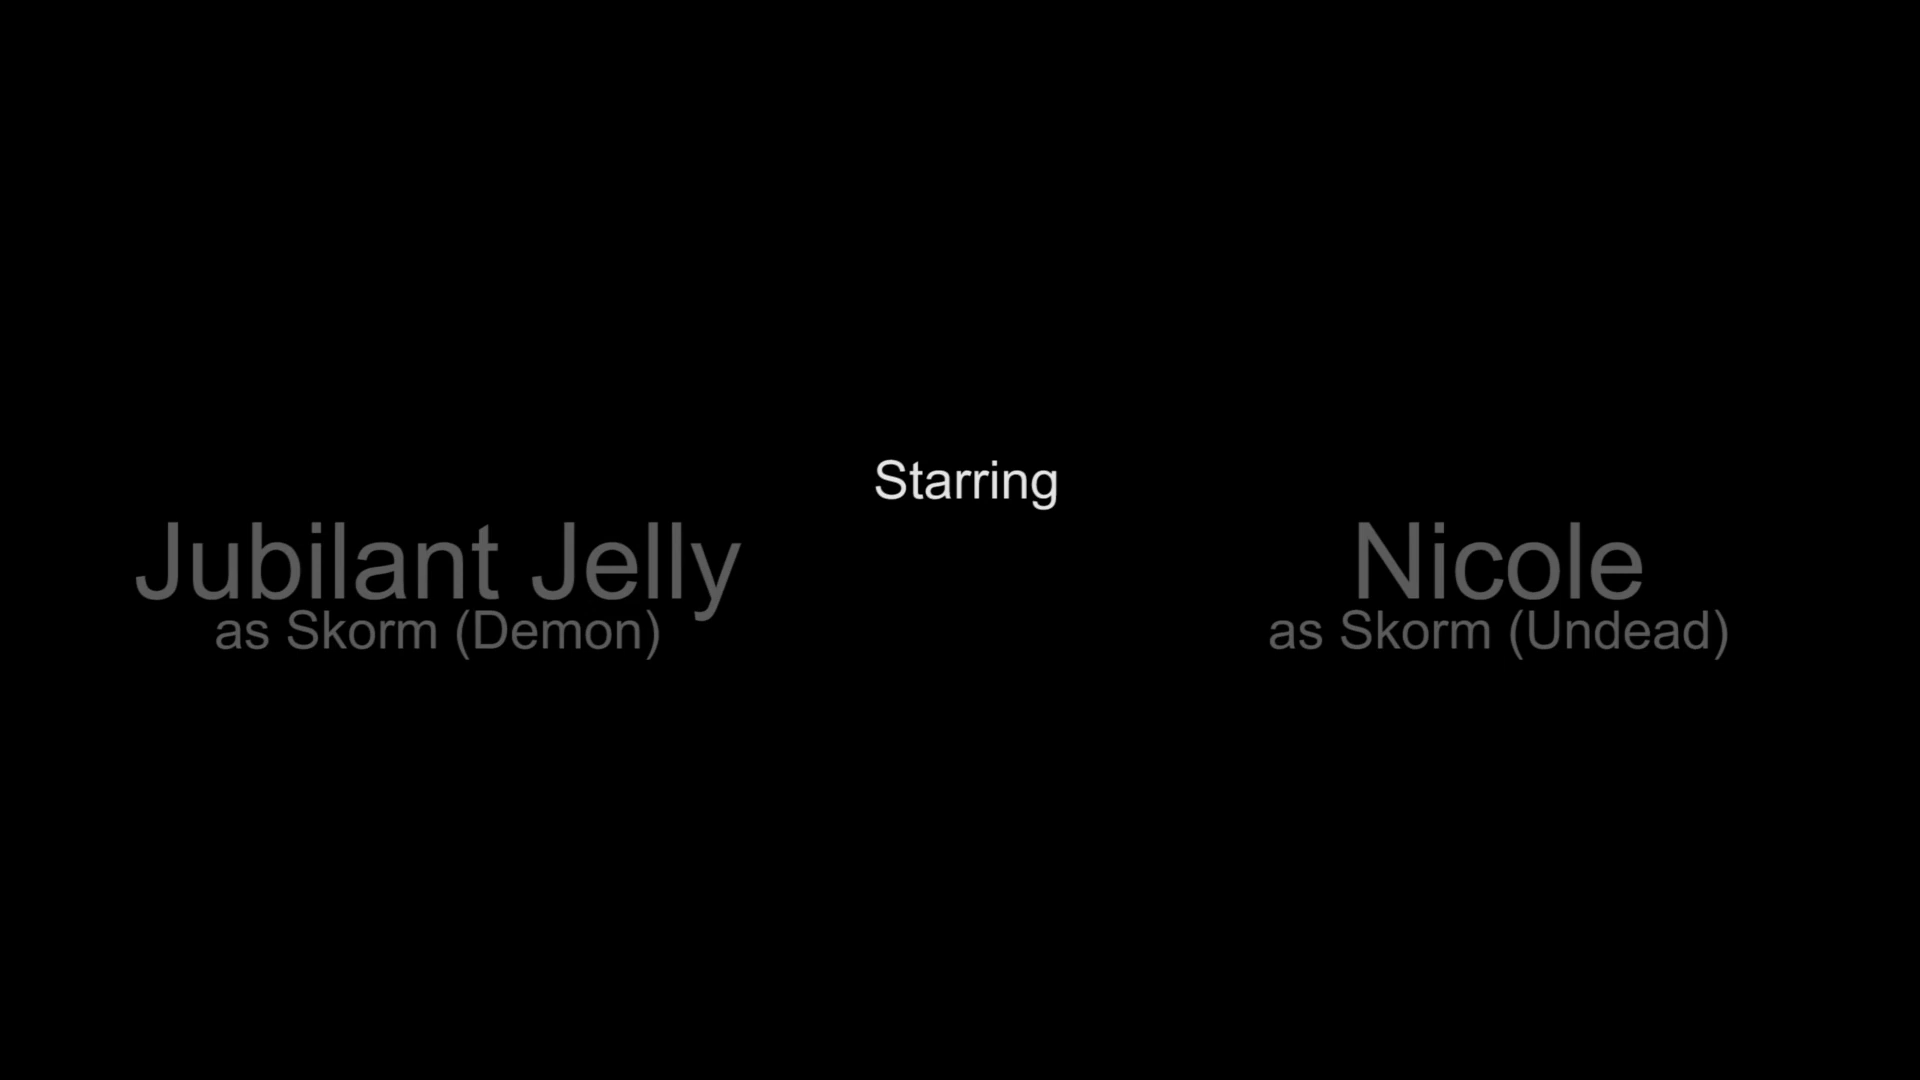 Starring
Jubilant Jelly
as Skorm (Demon)
Nicole
as Skorm (Undead)